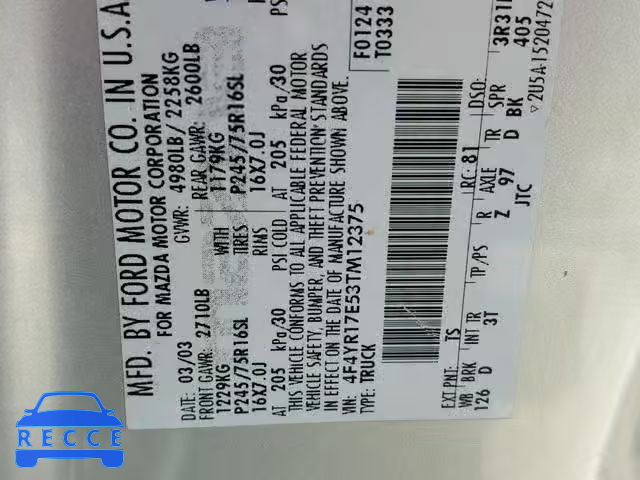 MFD. BY FORD MOTOR CO. IN U.S.A
FOR MAZDA MOTOR CORPORATION
DATE: 03/03 GVWR: 4980LB/ 2258KG
FRONT GAWR: 2710LB REAR GAWR: 2600LB
1229KG WITH 1179KG
P245/75R16SL TIRES P245/75R16SL
16X7.0J RIMS 16X7.0J
AT 205 kPa/30 PSI COLD AT 205 kPa/30 PS
THIS VEHICLE CONFORMS TO ALL APPLICABLE FEDERAL MOTOR
VEHICLE SAFETY, BUMPER, AND THEFT PREVENTION STANDARDS
IN EFFECT ON THE DATE OF MANUFACTURE SHOWN ABOVE.
VIN: 4F4YR17E53TM12375
TYPE: TRUCK
F0124
T0333
EXT PNT: TS RC: 81 DSO:
WB BRK INT TR TP/PS R AXLE TR SPR
126 D 3T Z 97 D BK
JTC
3R31
405
2U5A-1520472
RECCE